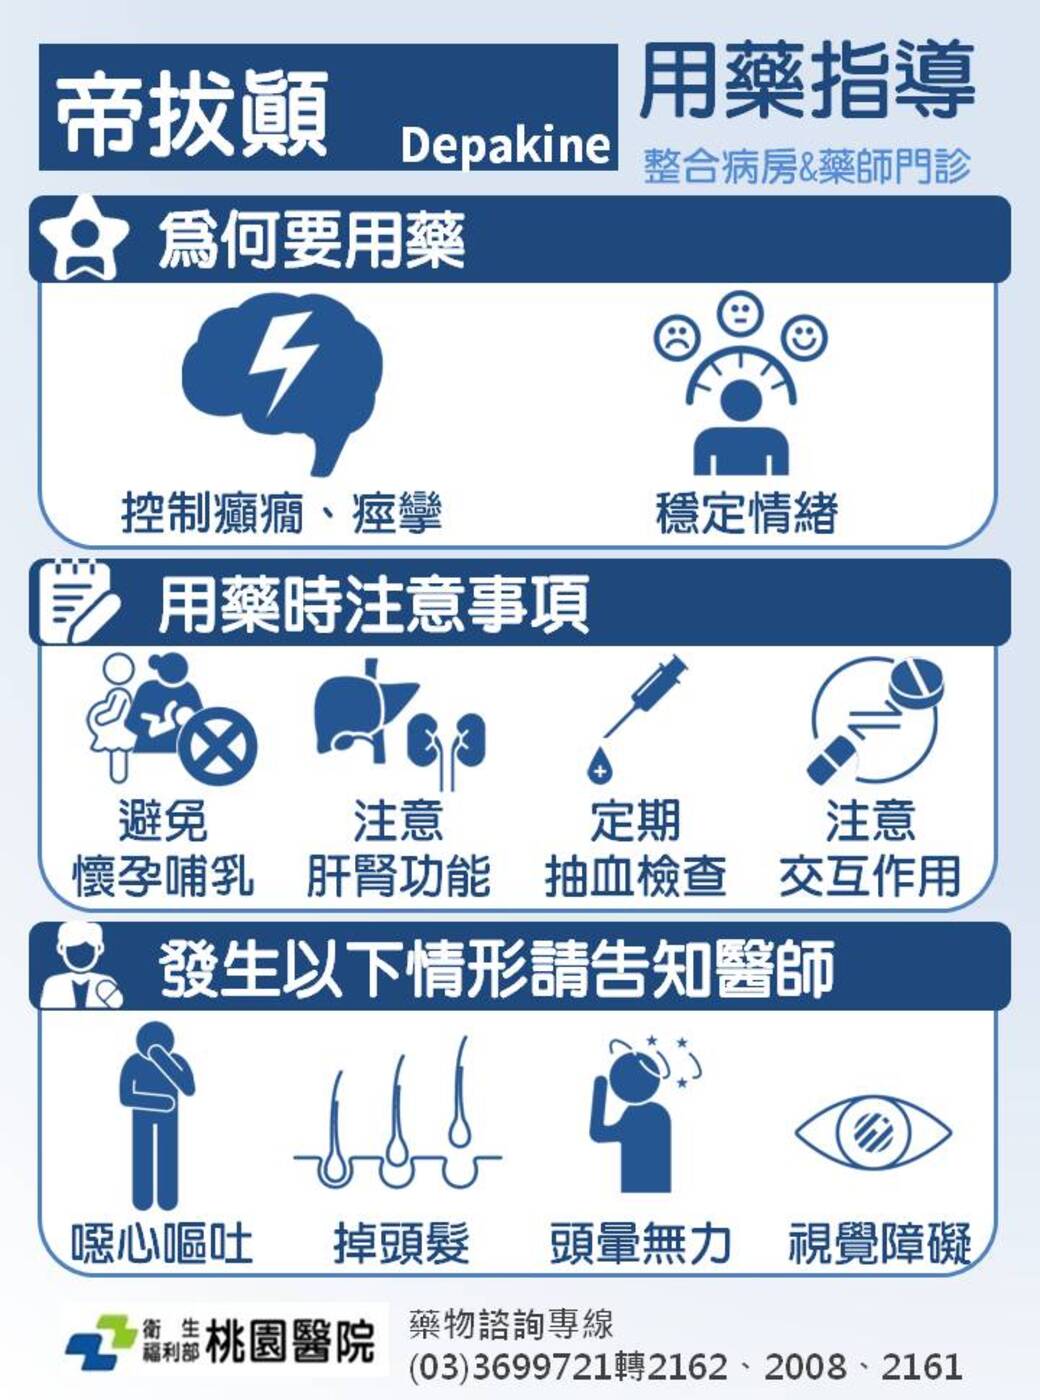 帝拔癲 Depakine
用藥指導
整合病房&藥師門診
為何要用藥
控制癲癇、痙攣
穩定情緒
用藥時注意事項
避免
懷孕哺乳
注意
肝腎功能
定期
抽血檢查
注意
交互作用
發生以下情形請告知醫師
噁心嘔吐
掉頭髮
頭暈無力
視覺障礙
衛生
福利部
桃園醫院
藥物諮詢專線
(03)3699721轉2162、2008、2161